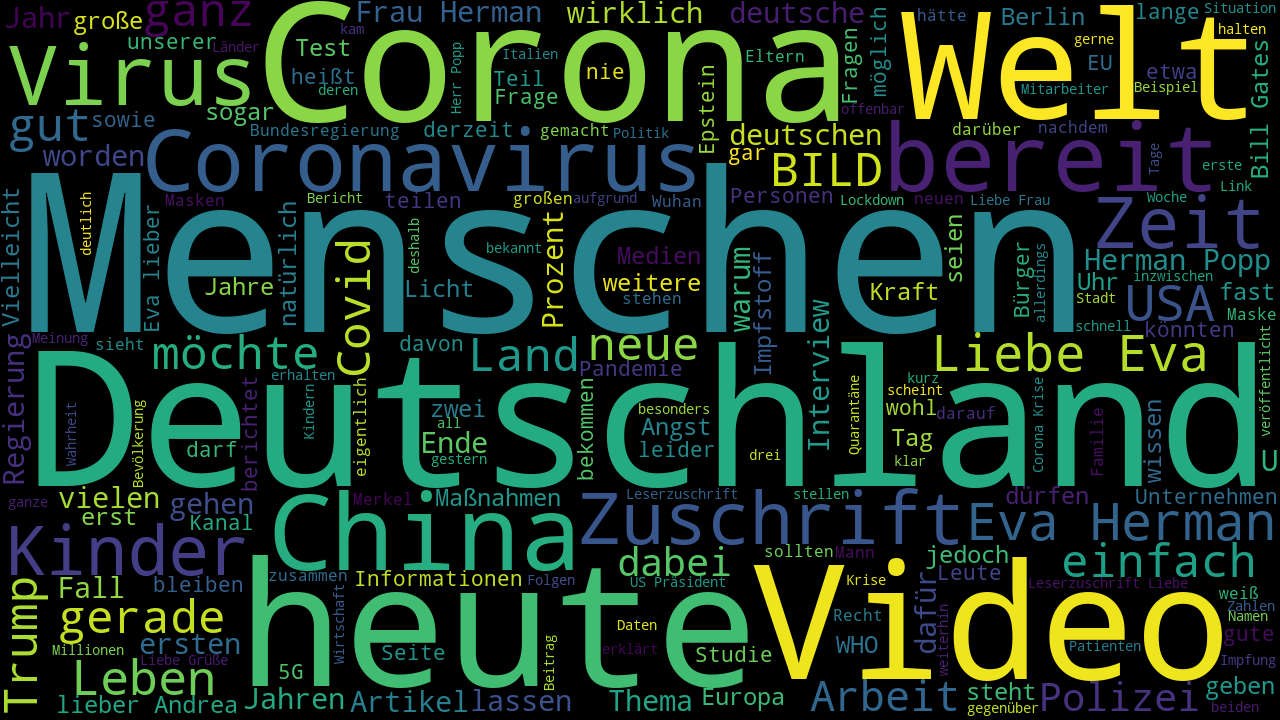 Jahr große ganz Corona Frau Herman wirklich deutsche Welt hätte Berlin lange Situation
Virus unserer Länder kam Test heißt deren Italien Teil Frage nie Eltern Fragen möglich gerne EU etwa halten
gut sowie sogar Herr Popp Epstein offenbar Mitarbeiter Beispiel Gates
Bundesregierung derzeit gemacht Politik deutschen darüber nachdem
worden Coronavirus gar BILD bereit Tage erste Bill
Link
Vielleicht deutlich Masken Bericht teilen großen aufgrund Wuhan Personen Lockdown neuen Liebe Frau Woche
Menschen Zeit
Eva lieber natürlich Covid deshalb bekannt Prozent Medien warum Impfstoff seien Bürger allerdings Herman Popp
Jahre Licht weitere stehen Kraft Uhr inzwischen
Stadt USA fast
Maske
Meinung sieht davon schnell könnten
Regierung möchte Land neue Interview Liebe Eva veröffentlicht
Pandemie
Deutschland
Wahrheit Bevölkerung berichtet erhalten Kindern eigentlich zwei all bekommen besonders Quarantäne scheint kurz wohl darauf Corona Krise Familie Wissen
darf Ende gestern Angst leider drei Tag klar U
ganze vielen gehen Merkel Maßnahmen Leserzuschrift stellen dürfen Unternehmen
erst Kanal China Zuschrift Eva Herman
Kinder sollten Mann jedoch einfach
Trump Fall bleiben zusammen Informationen Folgen dabei US Präsident Krise dafür Leute Leserzuschrift Liebe weiß
gerade heute Wirtschaft Video Zahlen
Daten Recht Namen
ersten Seite Beitrag erklärt Studie WHO weiterhin Patienten gute
Millionen Liebe Grüße 5G Impfung
Leben
lieber Andrea Jahren Artikel lassen Thema Europa Arbeit steht gegenüber Polizei geben beiden